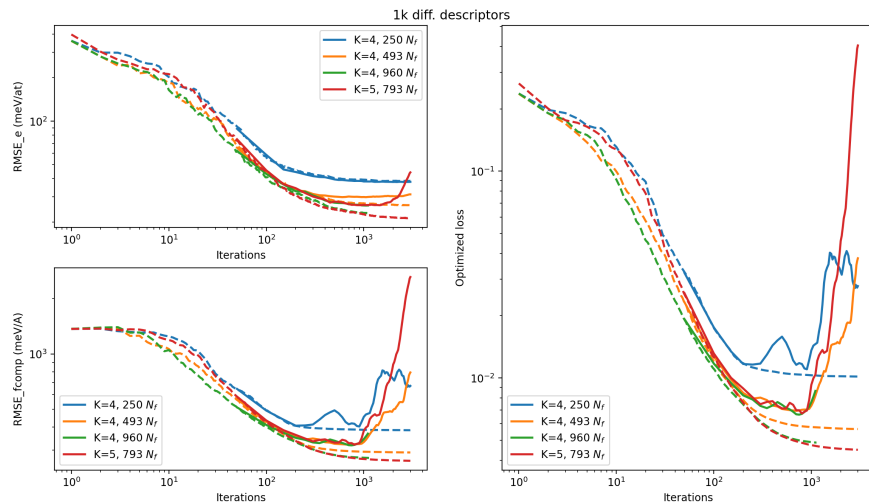 1k diff. descriptors
RMSE_e (meV/at)
10²
K=4, 250 N_f
K=4, 493 N_f
K=4, 960 N_f
K=5, 793 N_f
10⁰ 10¹ 10² 10³
Iterations
RMSE_fcomp (meV/A)
10³
K=4, 250 N_f
K=4, 493 N_f
K=4, 960 N_f
K=5, 793 N_f
10⁰ 10¹ 10² 10³
Iterations
Optimized loss
10⁻¹
10⁻²
K=4, 250 N_f
K=4, 493 N_f
K=4, 960 N_f
K=5, 793 N_f
10⁰ 10¹ 10² 10³
Iterations